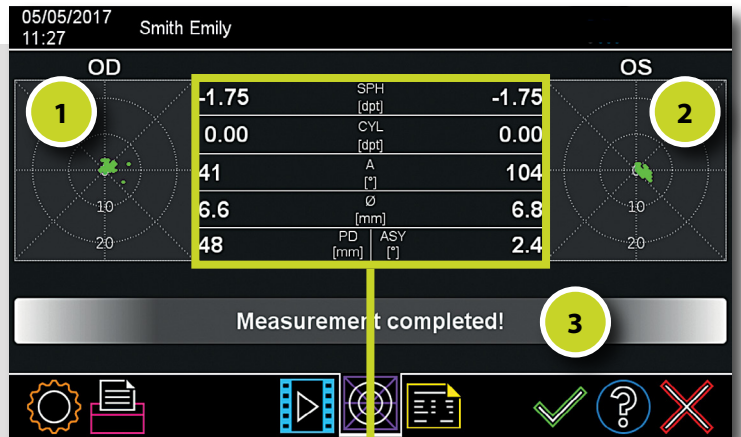 05/05/2017
11:27
Smith Emily
OD
OS
1
2
-1.75 SPH [dpt] -1.75
0.00 CYL [dpt] 0.00
41 A [°] 104
6.6 Ø [mm] 6.8
48 PD [mm] ASY [°] 2.4
10
20
10
20
Measurement completed!
3
?